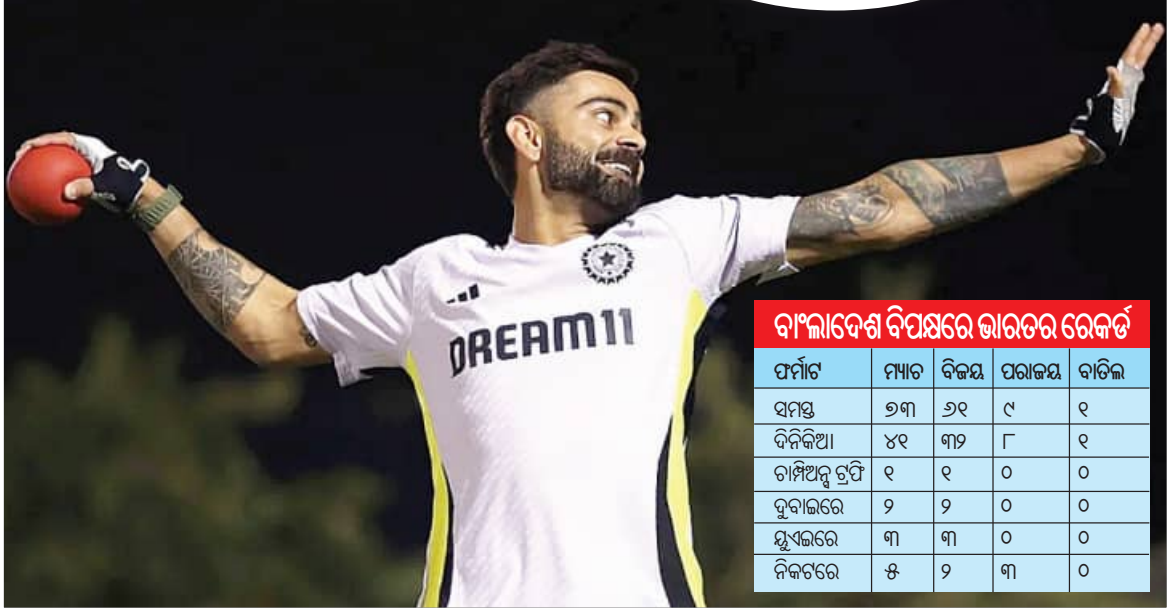 DREAM11
ବାଂଲାଦେଶ ବିପକ୍ଷରେ ଭାରତର ରେକର୍ଡ
ଫର୍ମାଟ ମ୍ୟାଚ ବିଜୟ ପରାଜୟ ବାତିଲ
ସମସ୍ତ ୭୩ ୬୧ ୯ ୧
ଦିନିକିଆ ୪୧ ୩୨ ୮ ୧
ଚାମ୍ପିଅନ୍ସ ଟ୍ରଫି ୧ ୧ ୦ ୦
ଦୁବାଇରେ ୨ ୨ ୦ ୦
ୟୁଏଇରେ ୩ ୩ ୦ ୦
ନିକଟରେ ୫ ୨ ୩ ୦